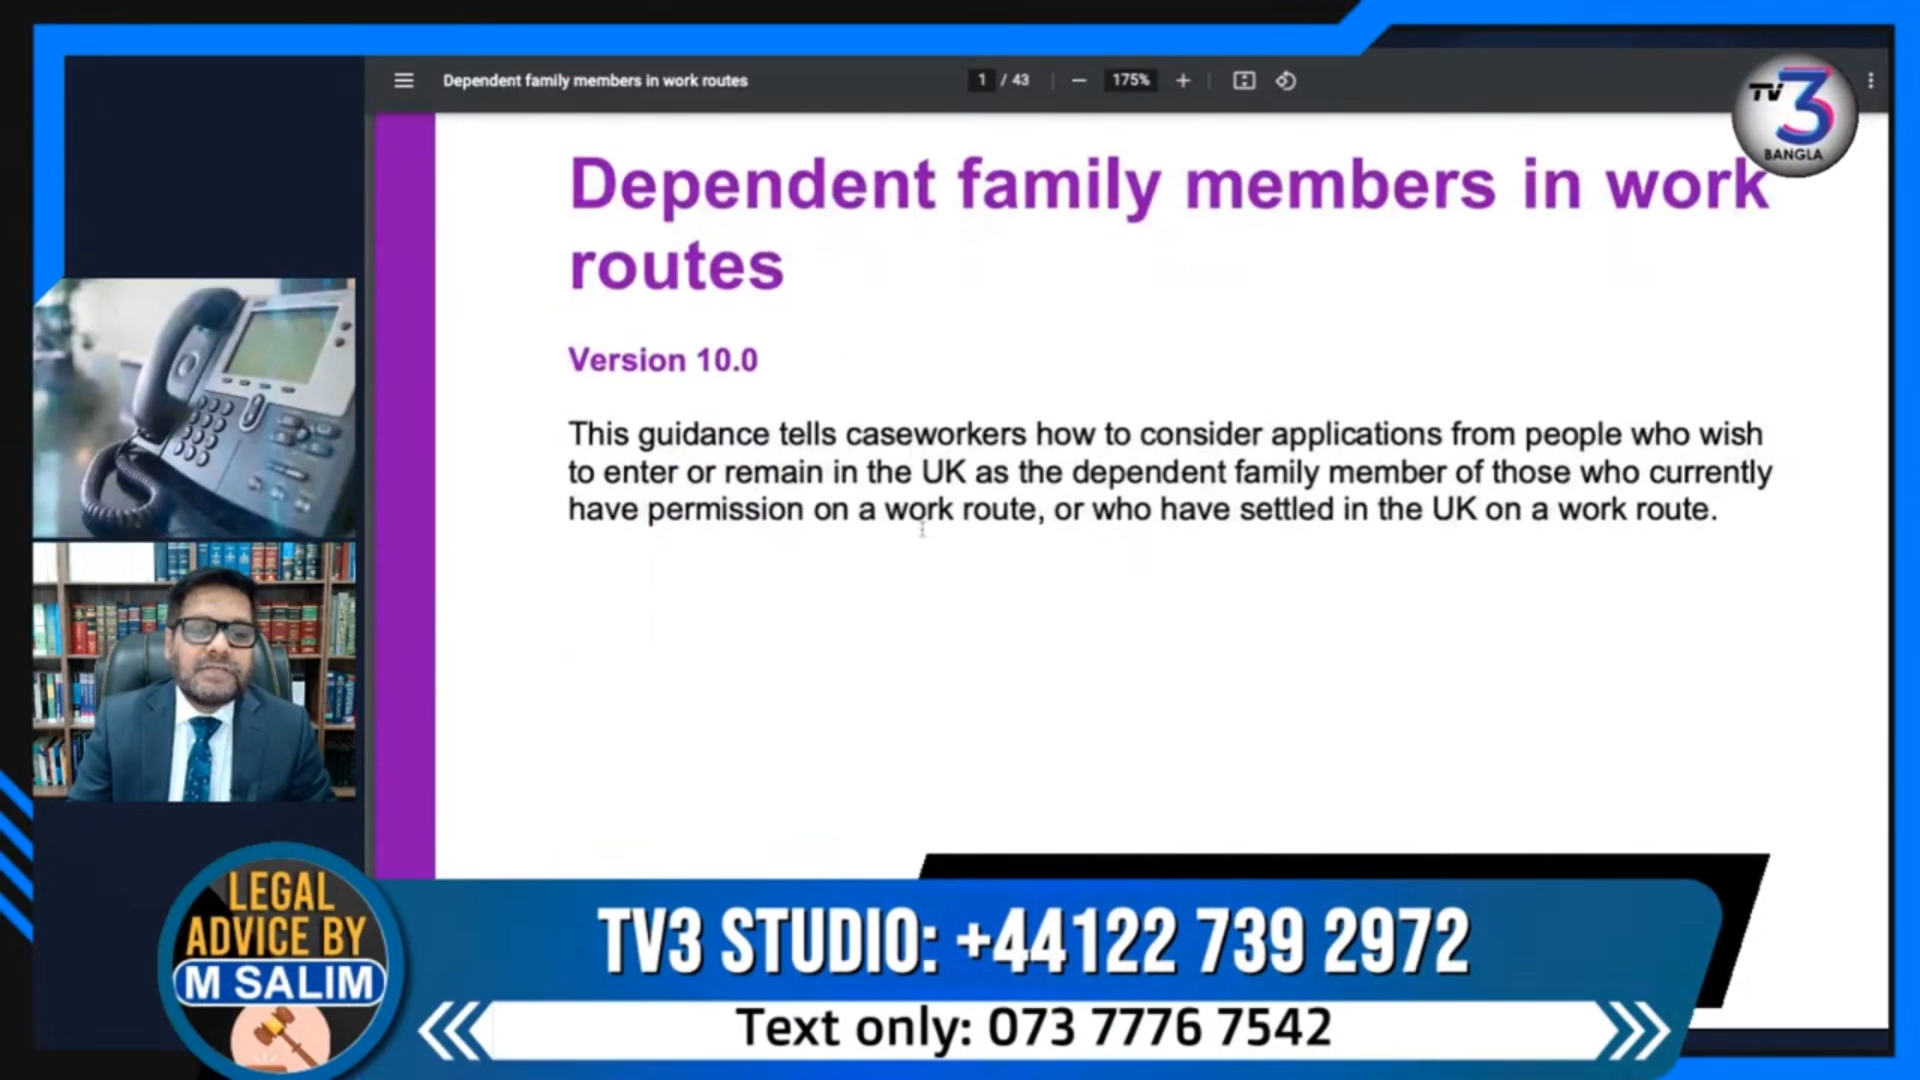 Dependent family members in work routes
1 / 43
175%
TV3
BANGLA
Dependent family members in work
routes
Version 10.0
This guidance tells caseworkers how to consider applications from people who wish
to enter or remain in the UK as the dependent family member of those who currently
have permission on a work route, or who have settled in the UK on a work route.
LEGAL
ADVICE BY
M SALIM
TV3 STUDIO: +44122 739 2972
Text only: 073 7776 7542